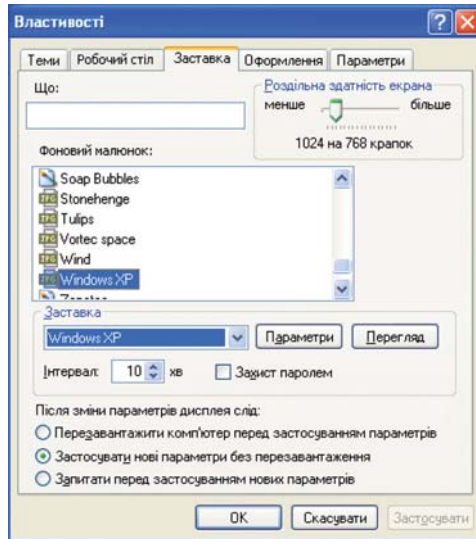 Властивості
Теми Робочий стіл Заставка Оформлення Параметри
Що:
Роздільна здатність екрана
менше більше
1024 на 768 крапок
Фоновий малюнок:
Soap Bubbles
Stonehenge
Tulips
Vortec space
Wind
Windows XP
Заставка
Windows XP Параметри Перегляд
Інтервал: 10 хв Захист паролем
Після зміни параметрів дисплея слід:
Перезавантажити комп'ютер перед застосуванням параметрів
Застосувати нові параметри без перезавантаження
Запитати перед застосуванням нових параметрів
OK Скасувати Застосувати